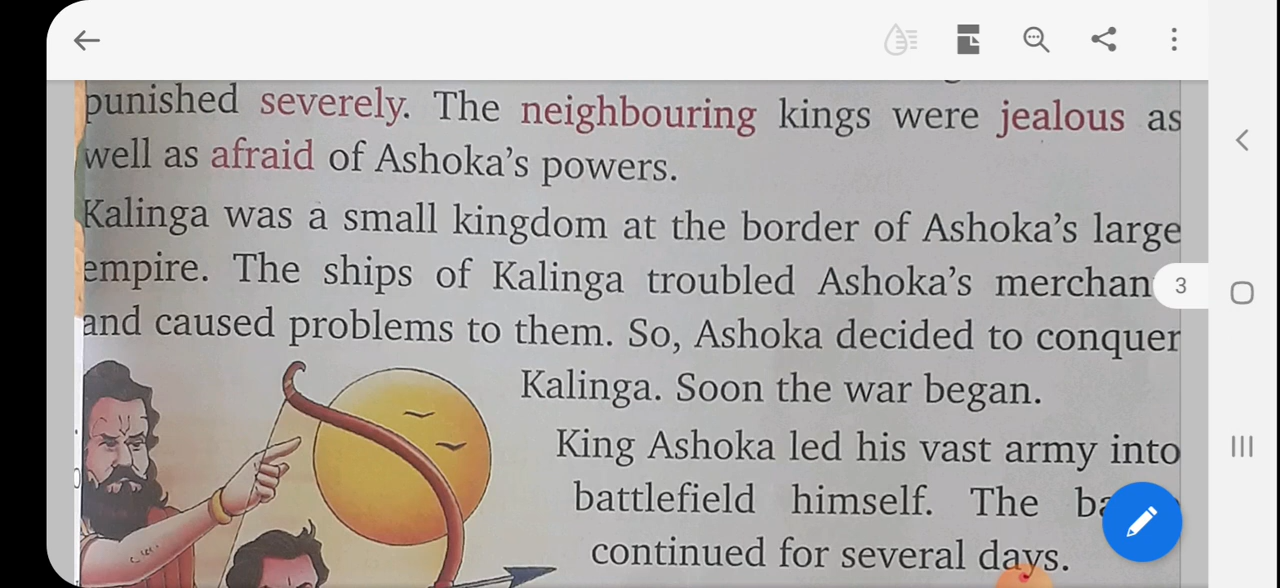 punished severely. The neighbouring kings were jealous as
well as afraid of Ashoka's powers.
Kalinga was a small kingdom at the border of Ashoka's large
empire. The ships of Kalinga troubled Ashoka's
3
and caused problems to them. So, Ashoka decided to conquer
Kalinga. Soon the war began.
King Ashoka led his vast army into
battlefield himself. The
continued for several days.